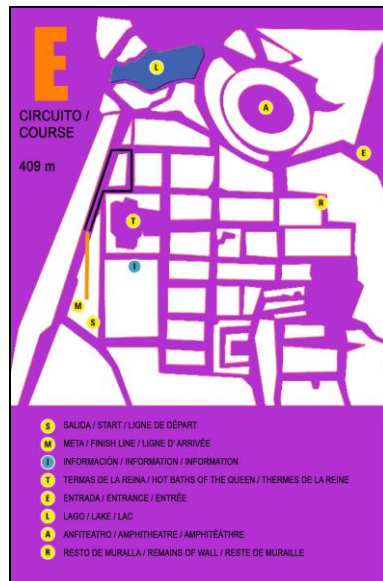 E
CIRCUITO /
COURSE
409 m
L
A
E
R
T
I
M
S
S SALIDA / START / LIGNE DE DÉPART
M META / FINISH LINE / LIGNE D' ARRIVÉE
I INFORMACIÓN / INFORMATION / INFORMATION
T TERMAS DE LA REINA / HOT BATHS OF THE QUEEN / THERMES DE LA REINE
E ENTRADA / ENTRANCE / ENTRÉE
L LAGO / LAKE / LAC
A ANFITEATRO / AMPHITHEATRE / AMPHITÉÂTHRE
R RESTO DE MURALLA / REMAINS OF WALL / RESTE DE MURAILLE